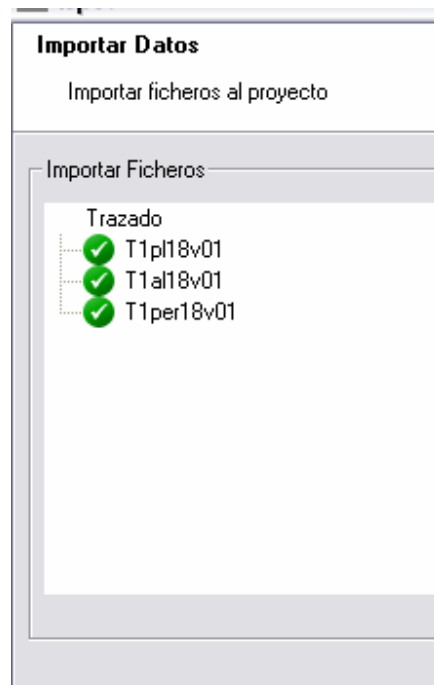 Importar Datos
Importar ficheros al proyecto
Importar Ficheros
Trazado
T1pl18v01
T1al18v01
T1per18v01